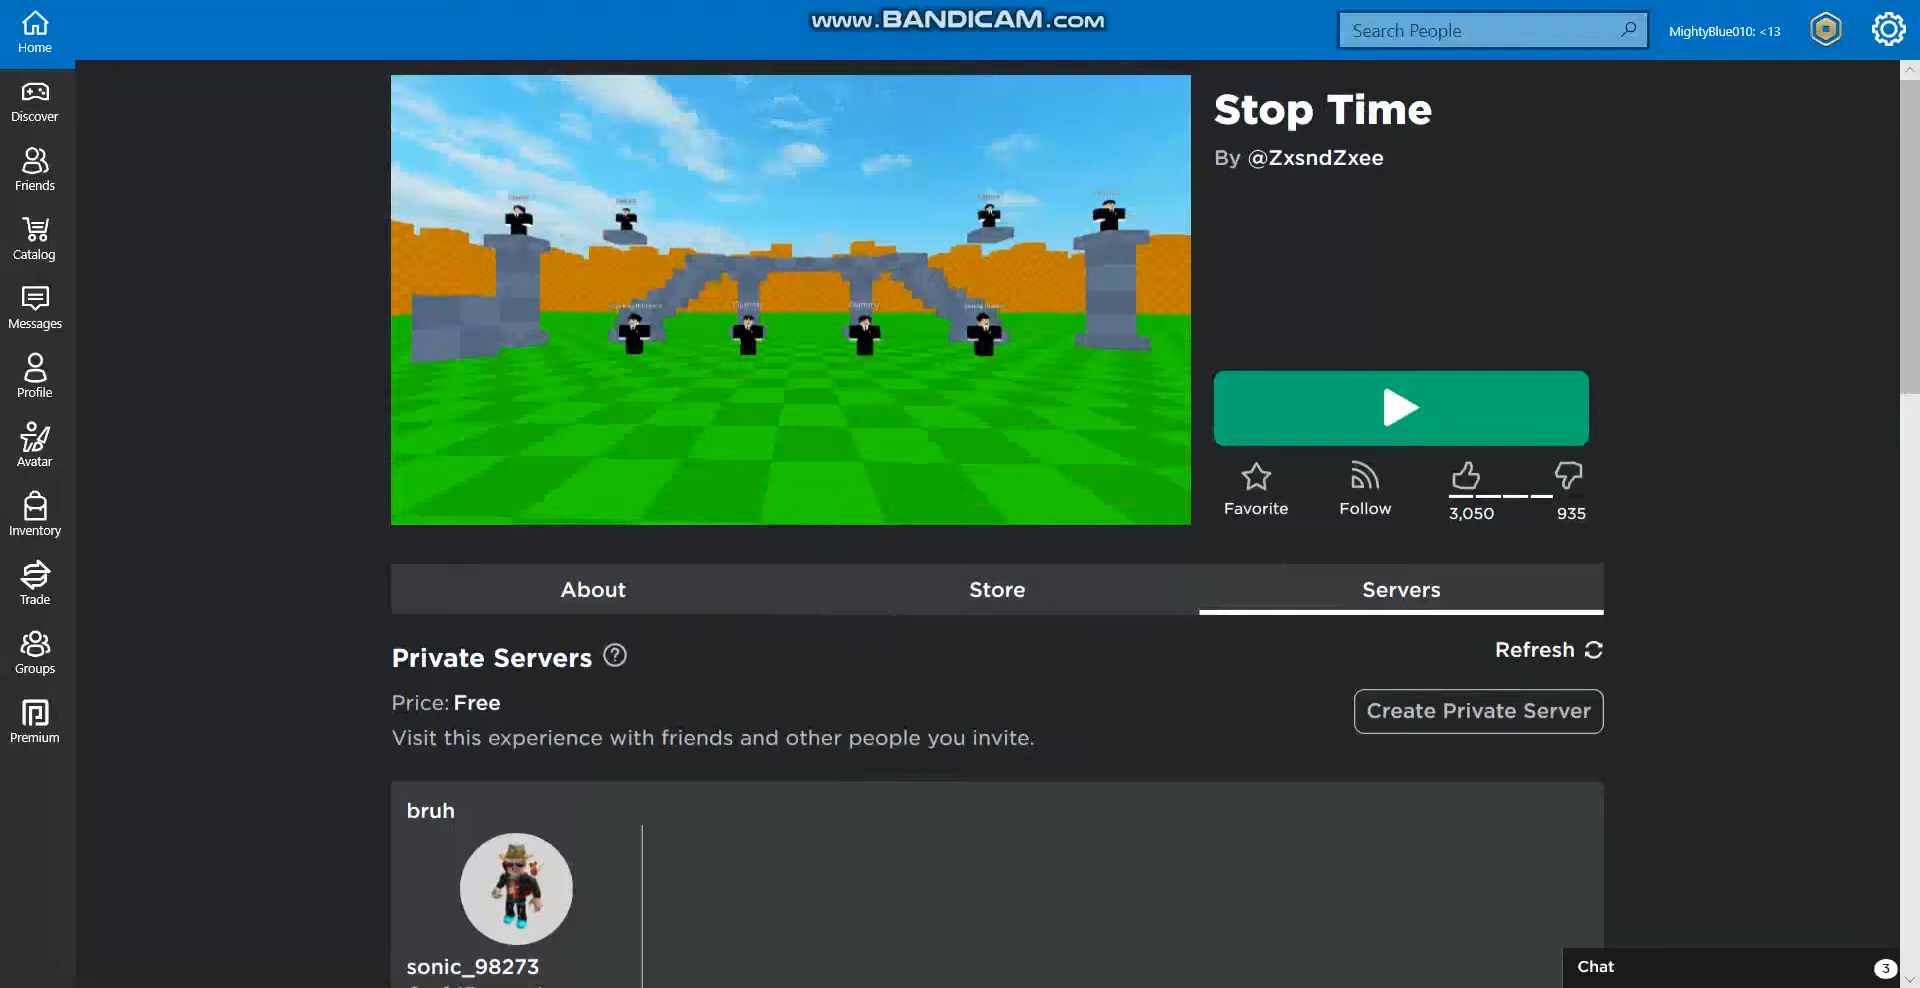 www.BANDICAM.com
Home
Search People
MightyBlue010: <13
Discover
Friends
Catalog
Messages
Profile
Avatar
Inventory
Trade
Groups
Premium
Stop Time
By @ZxsndZxee
Dummy
Dummy
Favorite
Follow
3,050
935
About
Store
Servers
Private Servers
Refresh
Price: Free
Create Private Server
Visit this experience with friends and other people you invite.
bruh
sonic_98273
Chat
3